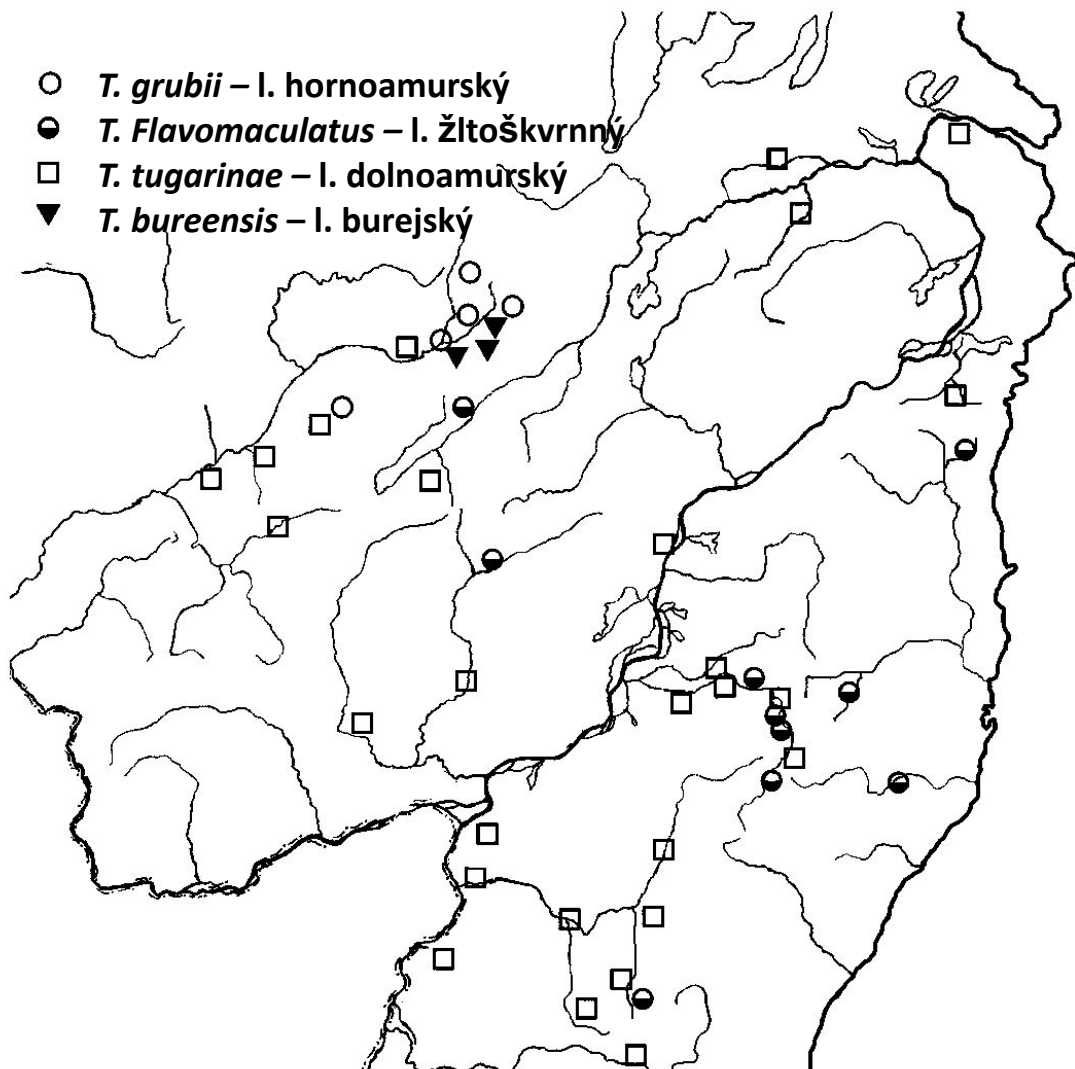 T. grubii – l. hornoamurský
T. Flavomaculatus – l. žltoškvrnný
T. tugarinae – l. dolnoamurský
T. bureensis – l. burejský